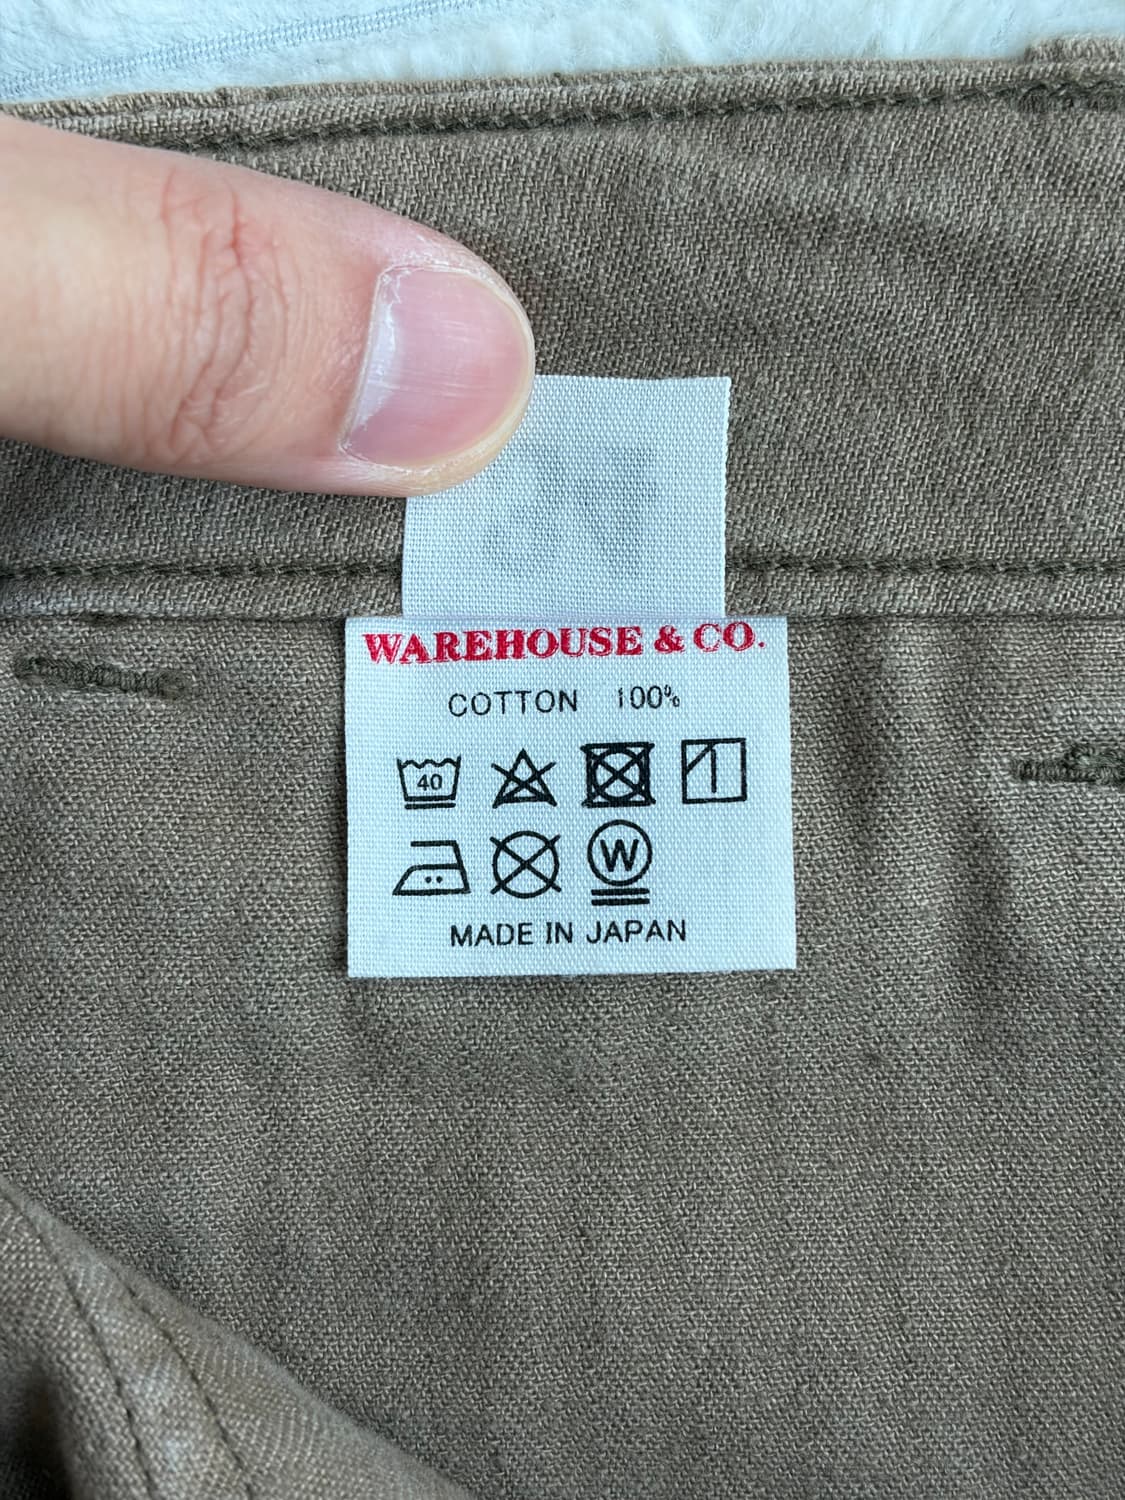 WAREHOUSE & CO.
COTTON 100%
40
W
MADE IN JAPAN